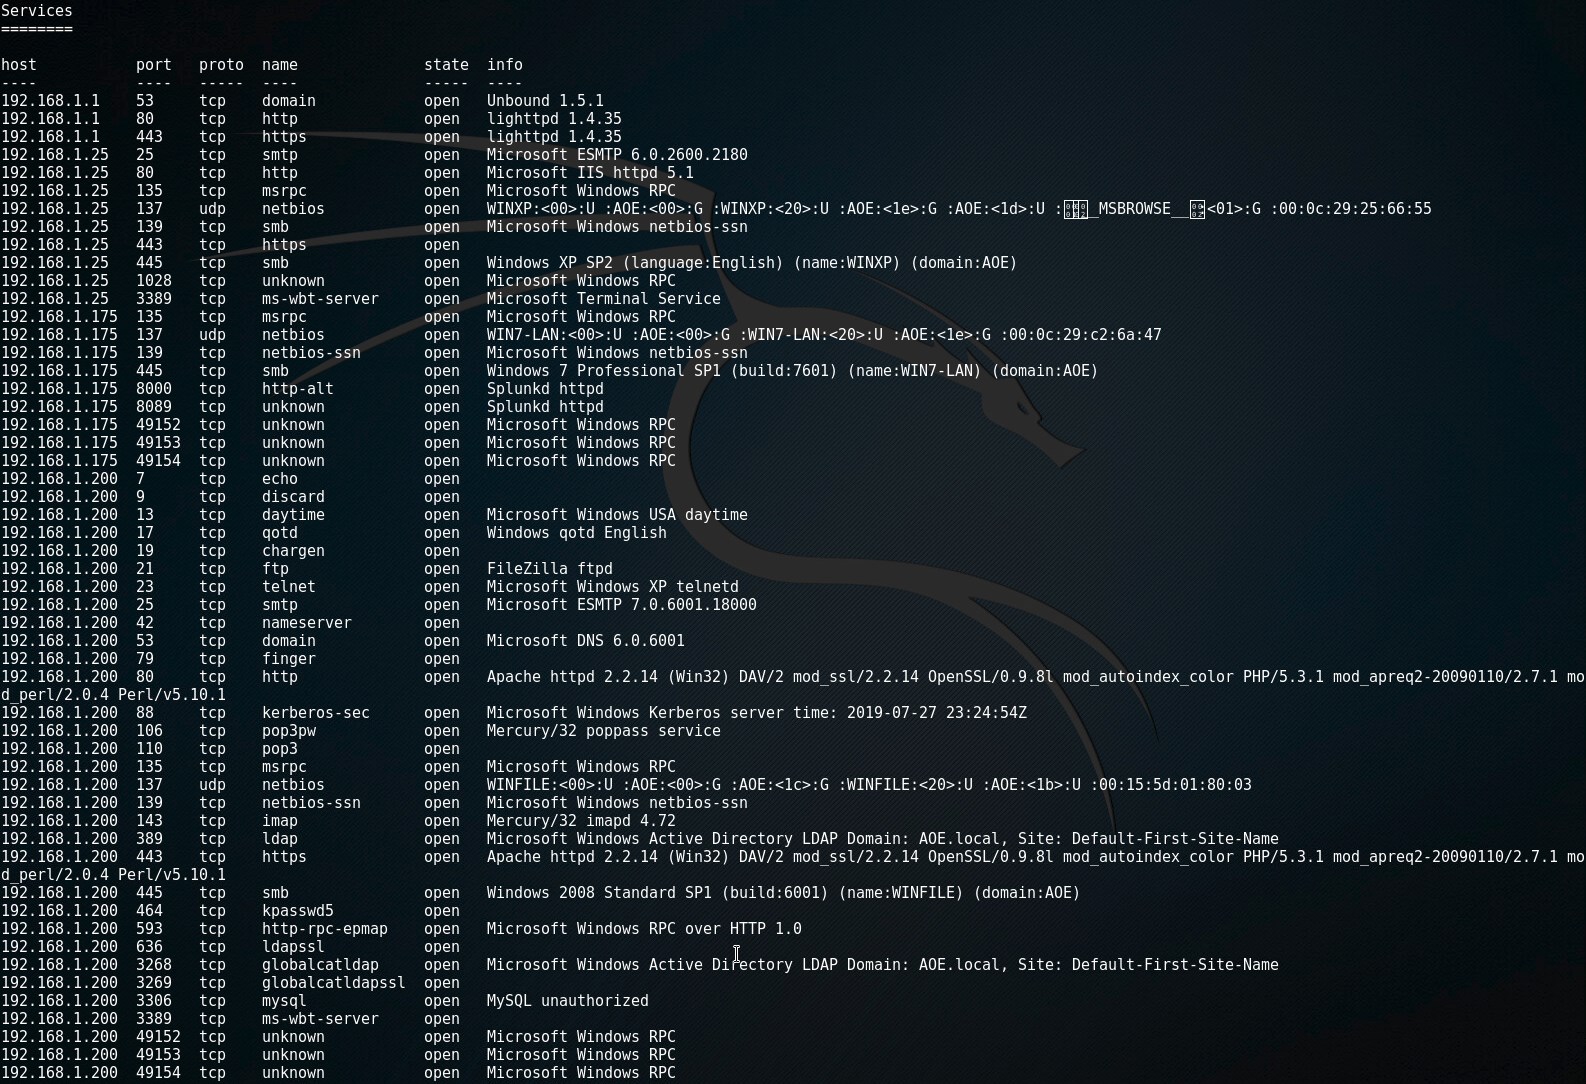 Services
========
host port proto name state info
---- ---- ----- ---- ----- ----
192.168.1.1 53 tcp domain open Unbound 1.5.1
192.168.1.1 80 tcp http open lighttpd 1.4.35
192.168.1.1 443 tcp https open lighttpd 1.4.35
192.168.1.25 25 tcp smtp open Microsoft ESMTP 6.0.2600.2180
192.168.1.25 80 tcp http open Microsoft IIS httpd 5.1
192.168.1.25 135 tcp msrpc open Microsoft Windows RPC
192.168.1.25 137 udp netbios open WINXP:<00>:U :AOE:<00>:G :WINXP:<20>:U :AOE:<1e>:G :AOE:<1d>:U :__MSBROWSE__<01>:G :00:0c:29:25:66:55
192.168.1.25 139 tcp smb open Microsoft Windows netbios-ssn
192.168.1.25 443 tcp https open
192.168.1.25 445 tcp smb open Windows XP SP2 (language:English) (name:WINXP) (domain:AOE)
192.168.1.25 1028 tcp unknown open Microsoft Windows RPC
192.168.1.25 3389 tcp ms-wbt-server open Microsoft Terminal Service
192.168.1.175 135 tcp msrpc open Microsoft Windows RPC
192.168.1.175 137 udp netbios open WIN7-LAN:<00>:U :AOE:<00>:G :WIN7-LAN:<20>:U :AOE:<1e>:G :00:0c:29:c2:6a:47
192.168.1.175 139 tcp netbios-ssn open Microsoft Windows netbios-ssn
192.168.1.175 445 tcp smb open Windows 7 Professional SP1 (build:7601) (name:WIN7-LAN) (domain:AOE)
192.168.1.175 8000 tcp http-alt open Splunkd httpd
192.168.1.175 8089 tcp unknown open Splunkd httpd
192.168.1.175 49152 tcp unknown open Microsoft Windows RPC
192.168.1.175 49153 tcp unknown open Microsoft Windows RPC
192.168.1.175 49154 tcp unknown open Microsoft Windows RPC
192.168.1.200 7 tcp echo open
192.168.1.200 9 tcp discard open
192.168.1.200 13 tcp daytime open Microsoft Windows USA daytime
192.168.1.200 17 tcp qotd open Windows qotd English
192.168.1.200 19 tcp chargen open
192.168.1.200 21 tcp ftp open FileZilla ftpd
192.168.1.200 23 tcp telnet open Microsoft Windows XP telnetd
192.168.1.200 25 tcp smtp open Microsoft ESMTP 7.0.6001.18000
192.168.1.200 42 tcp nameserver open
192.168.1.200 53 tcp domain open Microsoft DNS 6.0.6001
192.168.1.200 79 tcp finger open
192.168.1.200 80 tcp http open Apache httpd 2.2.14 (Win32) DAV/2 mod_ssl/2.2.14 OpenSSL/0.9.8l mod_autoindex_color PHP/5.3.1 mod_apreq2-20090110/2.7.1 mo
d_perl/2.0.4 Perl/v5.10.1
192.168.1.200 88 tcp kerberos-sec open Microsoft Windows Kerberos server time: 2019-07-27 23:24:54Z
192.168.1.200 106 tcp pop3pw open Mercury/32 poppass service
192.168.1.200 110 tcp pop3 open
192.168.1.200 135 tcp msrpc open Microsoft Windows RPC
192.168.1.200 137 udp netbios open WINFILE:<00>:U :AOE:<00>:G :AOE:<1c>:G :WINFILE:<20>:U :AOE:<1b>:U :00:15:5d:01:80:03
192.168.1.200 139 tcp netbios-ssn open Microsoft Windows netbios-ssn
192.168.1.200 143 tcp imap open Mercury/32 imapd 4.72
192.168.1.200 389 tcp ldap open Microsoft Windows Active Directory LDAP Domain: AOE.local, Site: Default-First-Site-Name
192.168.1.200 443 tcp https open Apache httpd 2.2.14 (Win32) DAV/2 mod_ssl/2.2.14 OpenSSL/0.9.8l mod_autoindex_color PHP/5.3.1 mod_apreq2-20090110/2.7.1 mo
d_perl/2.0.4 Perl/v5.10.1
192.168.1.200 445 tcp smb open Windows 2008 Standard SP1 (build:6001) (name:WINFILE) (domain:AOE)
192.168.1.200 464 tcp kpasswd5 open
192.168.1.200 593 tcp http-rpc-epmap open Microsoft Windows RPC over HTTP 1.0
192.168.1.200 636 tcp ldapssl open
192.168.1.200 3268 tcp globalcatldap open Microsoft Windows Active Directory LDAP Domain: AOE.local, Site: Default-First-Site-Name
192.168.1.200 3269 tcp globalcatldapssl open
192.168.1.200 3306 tcp mysql open MySQL unauthorized
192.168.1.200 3389 tcp ms-wbt-server open
192.168.1.200 49152 tcp unknown open Microsoft Windows RPC
192.168.1.200 49153 tcp unknown open Microsoft Windows RPC
192.168.1.200 49154 tcp unknown open Microsoft Windows RPC